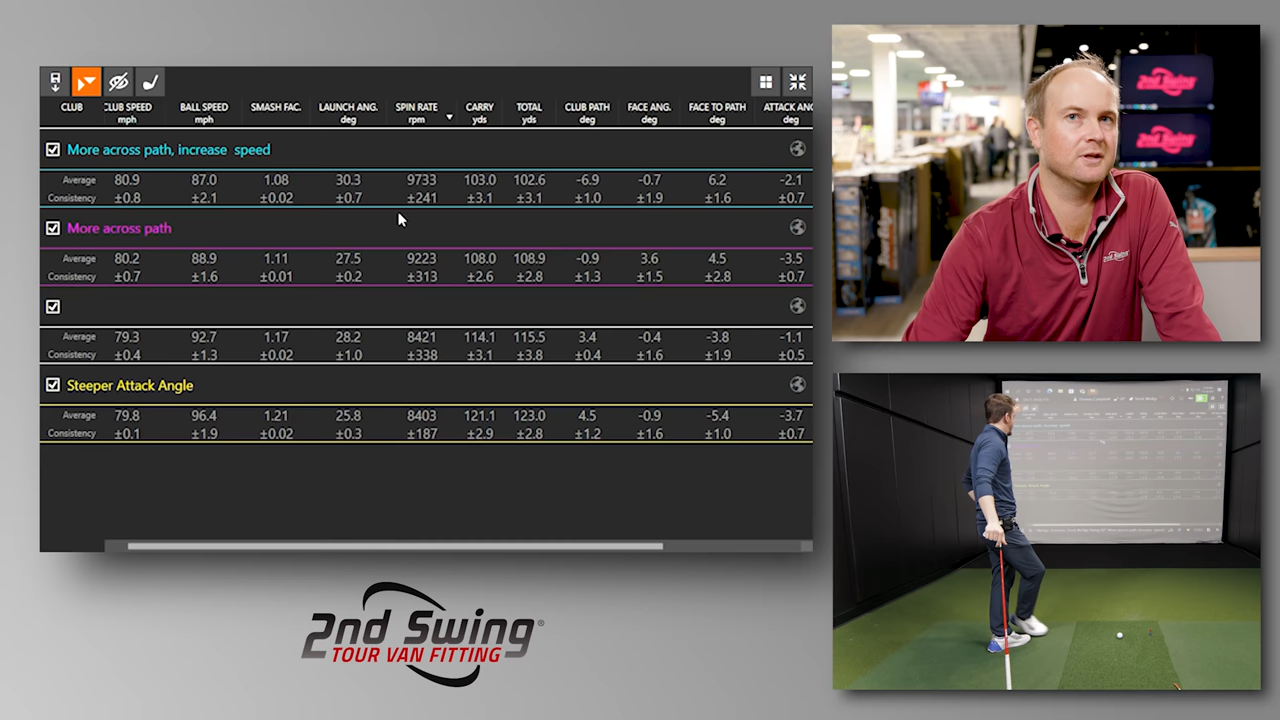 CLUB CLUB SPEED BALL SPEED SMASH FAC. LAUNCH ANG. SPIN RATE CARRY TOTAL CLUB PATH FACE ANG. FACE TO PATH ATTACK ANG
mph mph deg rpm yds yds deg deg deg deg
More across path, increase speed
Average 80.9 87.0 1.08 30.3 9733 103.0 102.6 -6.9 -0.7 6.2 -2.1
Consistency ±0.8 ±2.1 ±0.02 ±0.7 ±241 ±3.1 ±3.1 ±1.0 ±1.9 ±1.6 ±0.7
More across path
Average 80.2 88.9 1.11 27.5 9223 108.0 108.9 -0.9 3.6 4.5 -3.5
Consistency ±0.7 ±1.6 ±0.01 ±0.2 ±313 ±2.6 ±2.8 ±1.3 ±1.5 ±2.8 ±0.7
Average 79.3 92.7 1.17 28.2 8421 114.1 115.5 3.4 -0.4 -3.8 -1.1
Consistency ±0.4 ±1.3 ±0.02 ±1.0 ±338 ±3.1 ±3.8 ±0.4 ±1.6 ±1.9 ±0.5
Steeper Attack Angle
Average 79.8 96.4 1.21 25.8 8403 121.1 123.0 4.5 -0.9 -5.4 -3.7
Consistency ±0.1 ±1.9 ±0.02 ±0.3 ±187 ±2.9 ±2.8 ±1.2 ±1.6 ±1.0 ±0.7
2nd Swing®
TOUR VAN FITTING
2nd Swing
2nd Swing
2nd Swing